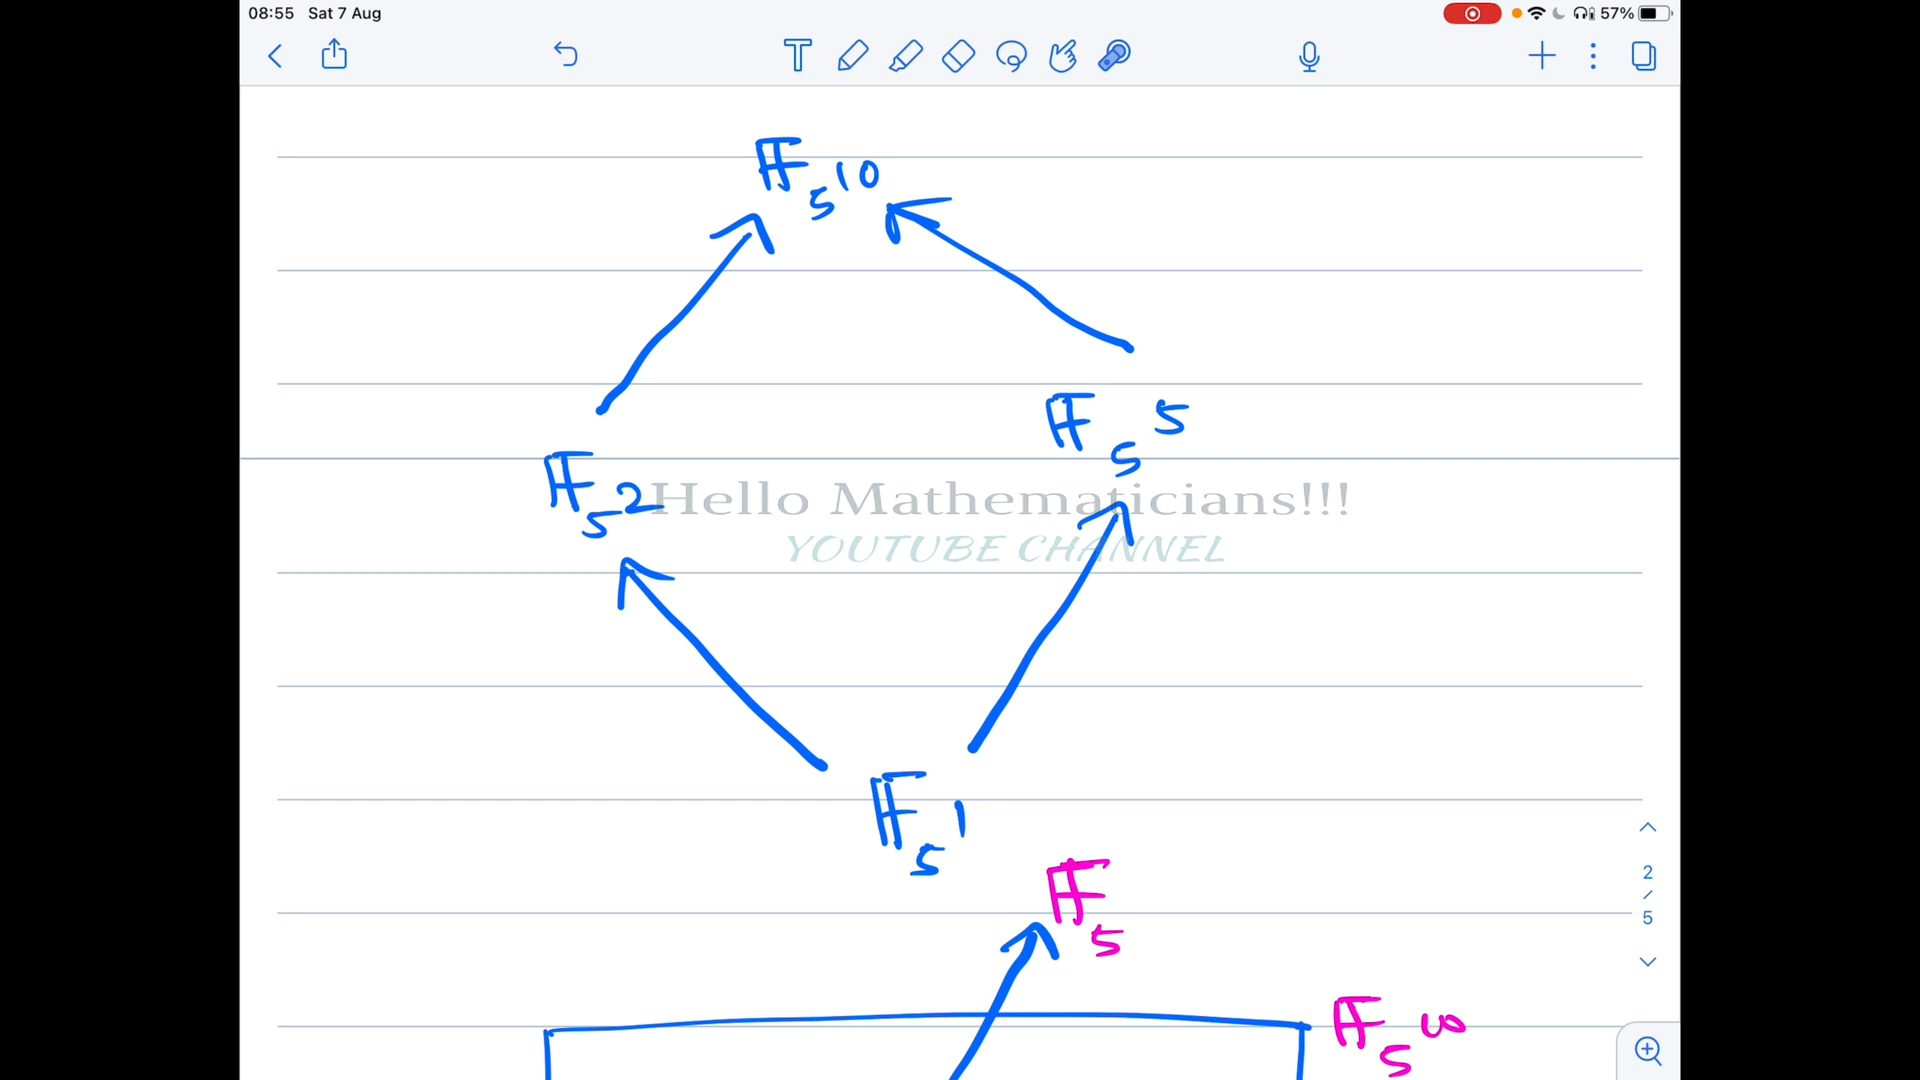 08:55 Sat 7 Aug 57%
T
𝔽₅¹⁰
𝔽₅⁵
𝔽₅²
Hello Mathematicians!!!
YOUTUBE CHANNEL
𝔽₅¹
𝔽₅
2
/
5
𝔽₅